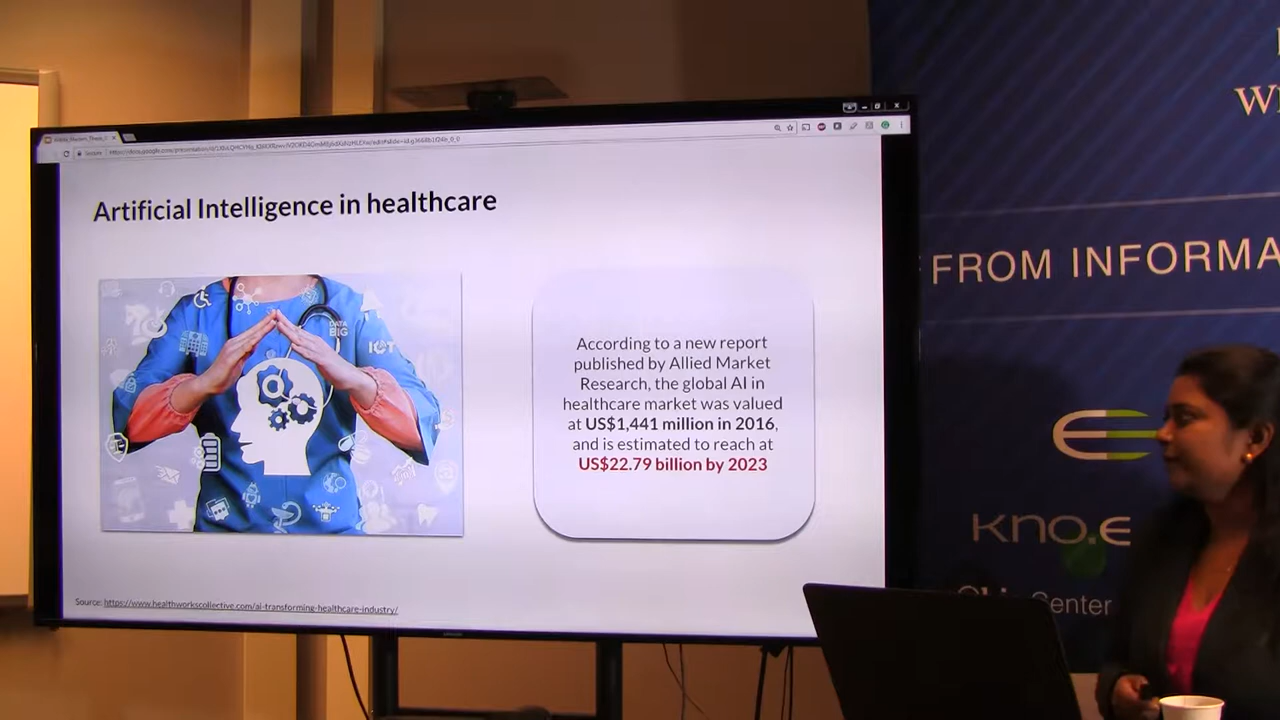 Secure
Artificial Intelligence in healthcare
DATA
BIG
IOT
According to a new report
published by Allied Market
Research, the global AI in
healthcare market was valued
at US$1,441 million in 2016,
and is estimated to reach at
US$22.79 billion by 2023
Source: https://www.healthworkscollective.com/ai-transforming-healthcare-industry/
FROM INFORMA
KNO.E
Center